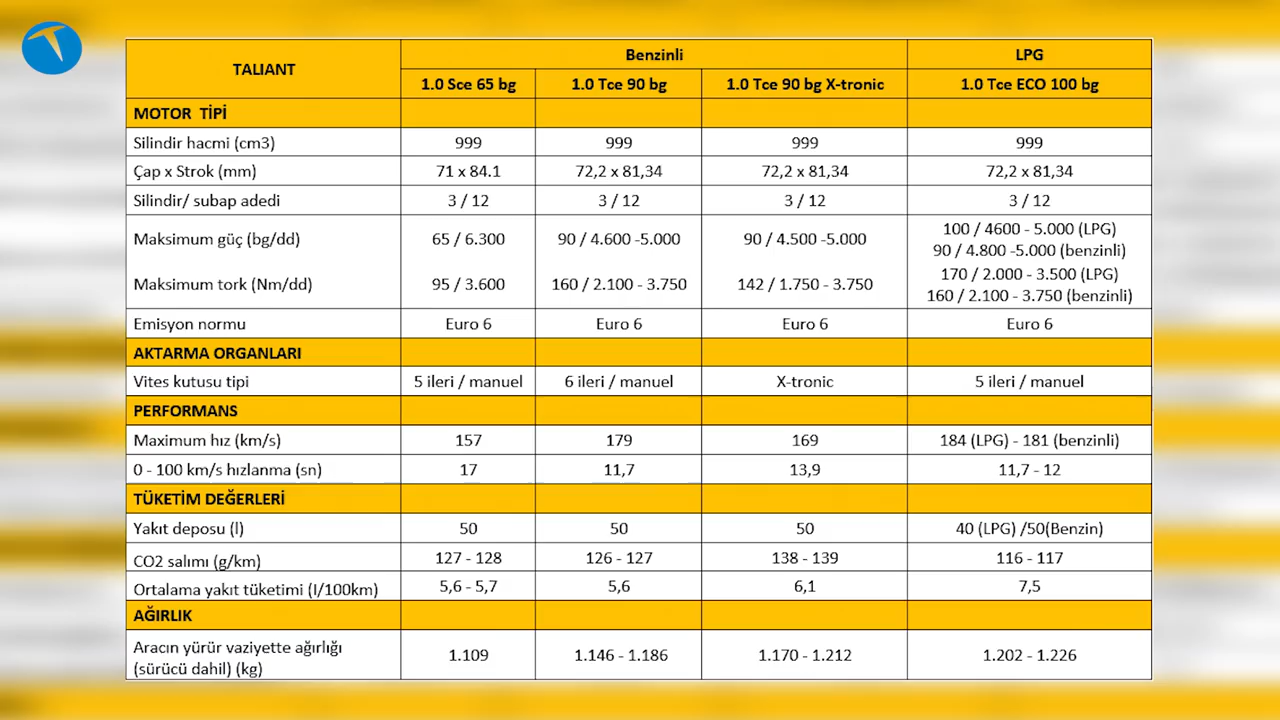 TALIANT Benzinli LPG
1.0 Sce 65 bg 1.0 Tce 90 bg 1.0 Tce 90 bg X-tronic 1.0 Tce ECO 100 bg
MOTOR TİPİ
Silindir hacmi (cm3) 999 999 999 999
Çap x Strok (mm) 71 x 84.1 72,2 x 81,34 72,2 x 81,34 72,2 x 81,34
Silindir/ subap adedi 3 / 12 3 / 12 3 / 12 3 / 12
Maksimum güç (bg/dd) 65 / 6.300 90 / 4.600 -5.000 90 / 4.500 -5.000 100 / 4600 - 5.000 (LPG)
90 / 4.800 -5.000 (benzinli)
Maksimum tork (Nm/dd) 95 / 3.600 160 / 2.100 - 3.750 142 / 1.750 - 3.750 170 / 2.000 - 3.500 (LPG)
160 / 2.100 - 3.750 (benzinli)
Emisyon normu Euro 6 Euro 6 Euro 6 Euro 6
AKTARMA ORGANLARI
Vites kutusu tipi 5 ileri / manuel 6 ileri / manuel X-tronic 5 ileri / manuel
PERFORMANS
Maximum hız (km/s) 157 179 169 184 (LPG) - 181 (benzinli)
0 - 100 km/s hızlanma (sn) 17 11,7 13,9 11,7 - 12
TÜKETİM DEĞERLERİ
Yakıt deposu (l) 50 50 50 40 (LPG) /50(Benzin)
CO2 salımı (g/km) 127 - 128 126 - 127 138 - 139 116 - 117
Ortalama yakıt tüketimi (l/100km) 5,6 - 5,7 5,6 6,1 7,5
AĞIRLIK
Aracın yürür vaziyette ağırlığı
(sürücü dahil) (kg) 1.109 1.146 - 1.186 1.170 - 1.212 1.202 - 1.226